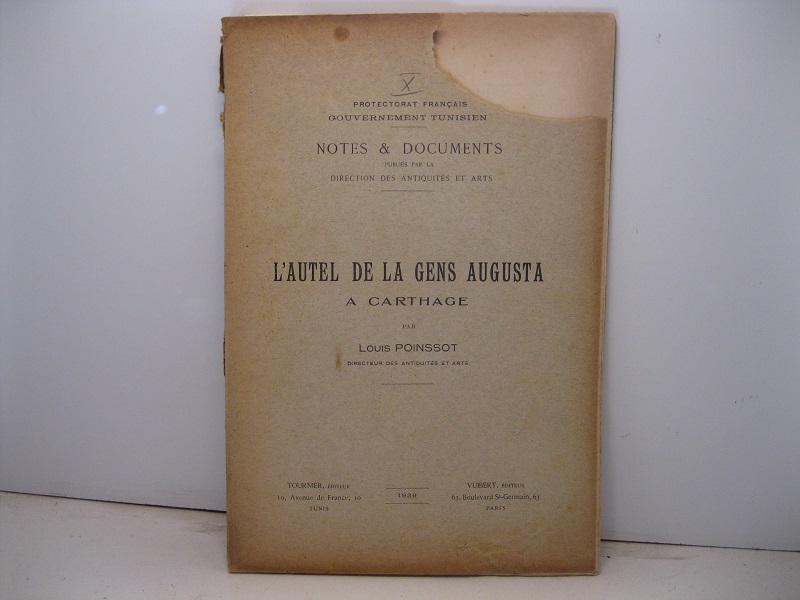 X
PROTECTORAT FRANÇAIS
GOUVERNEMENT TUNISIEN
NOTES & DOCUMENTS
PUBLIÉS PAR LA
DIRECTION DES ANTIQUITÉS ET ARTS
L'AUTEL DE LA GENS AUGUSTA
A CARTHAGE
PAR
LOUIS POINSSOT
DIRECTEUR DES ANTIQUITÉS ET ARTS
TOURNIER, ÉDITEUR
10, Avenue de France, 10
TUNIS
1929
VUIBERT, ÉDITEUR
63, Boulevard St-Germain, 63
PARIS